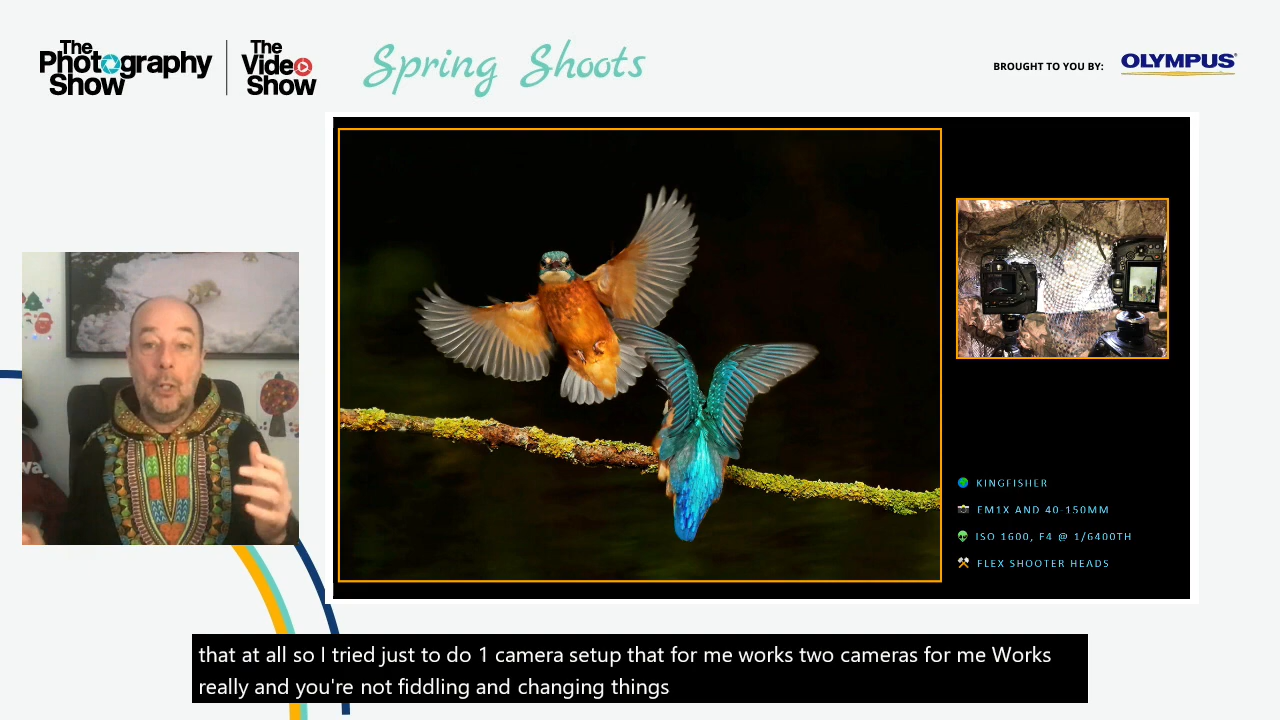 The Photography Show
The Video Show
Spring Shoots
BROUGHT TO YOU BY: OLYMPUS
KINGFISHER
EM1X AND 40-150MM
ISO 1600, F4 @ 1/6400TH
FLEX SHOOTER HEADS
that at all so I tried just to do 1 camera setup that for me works two cameras for me Works
really and you're not fiddling and changing things